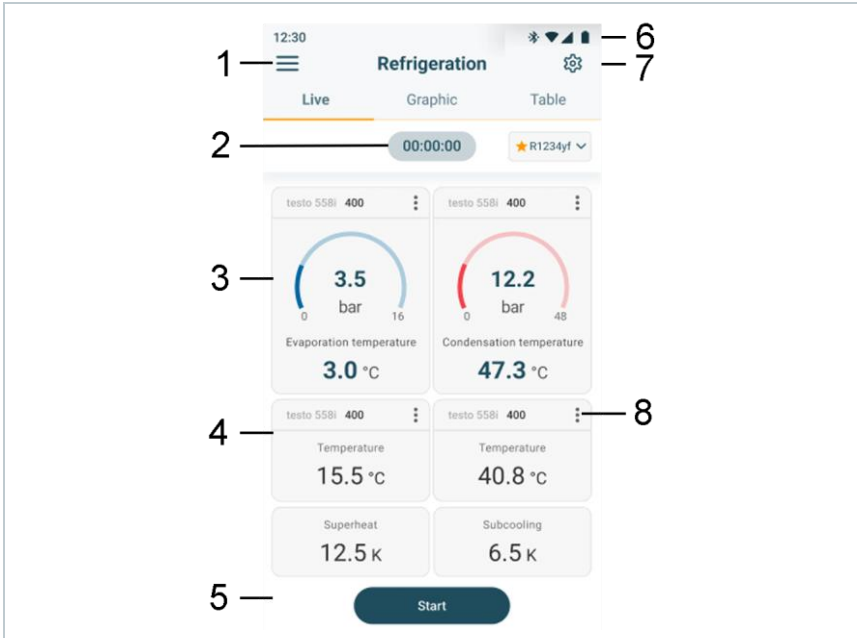 12:30
6
1
Refrigeration
7
Live Graphic Table
2
00:00:00
R1234yf
testo 558i 400
testo 558i 400
3
3.5
bar
0 16
Evaporation temperature
3.0 °C
12.2
bar
0 48
Condensation temperature
47.3 °C
4
testo 558i 400
testo 558i 400
8
Temperature
15.5 °C
Temperature
40.8 °C
Superheat
12.5 K
Subcooling
6.5 K
5
Start